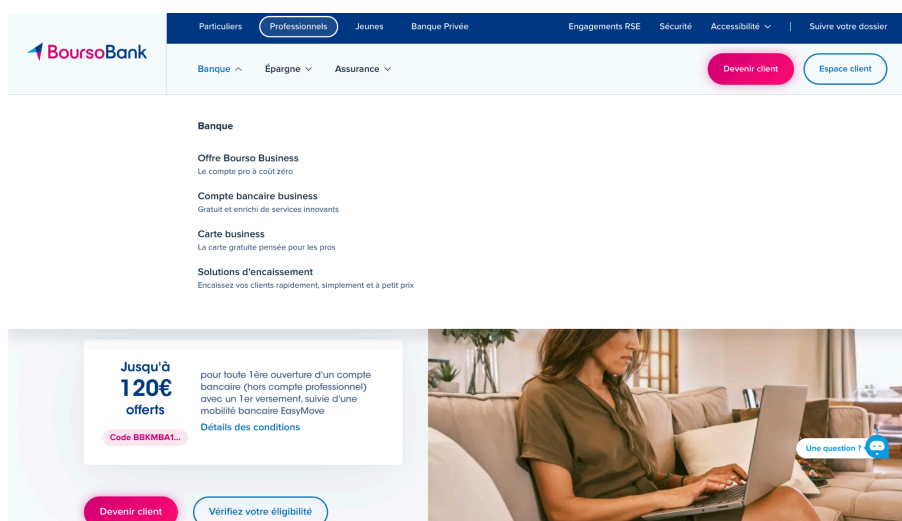 Particuliers
Professionnels
Jeunes
Banque Privée
Engagements RSE
Sécurité
Accessibilité
Suivre votre dossier
BoursoBank
Banque
Épargne
Assurance
Devenir client
Espace client
Banque
Offre Bourso Business
Le compte pro à coût zéro
Compte bancaire business
Gratuit et enrichi de services innovants
Carte business
La carte gratuite pensée pour les pros
Solutions d'encaissement
Encaissez vos clients rapidement, simplement et à petit prix
Jusqu'à
120€
offerts
Code BBKMBA1...
pour toute 1ère ouverture d'un compte
bancaire (hors compte professionnel)
avec un 1er versement, suivie d'une
mobilité bancaire EasyMove
Détails des conditions
Une question ?
Devenir client
Vérifiez votre éligibilité